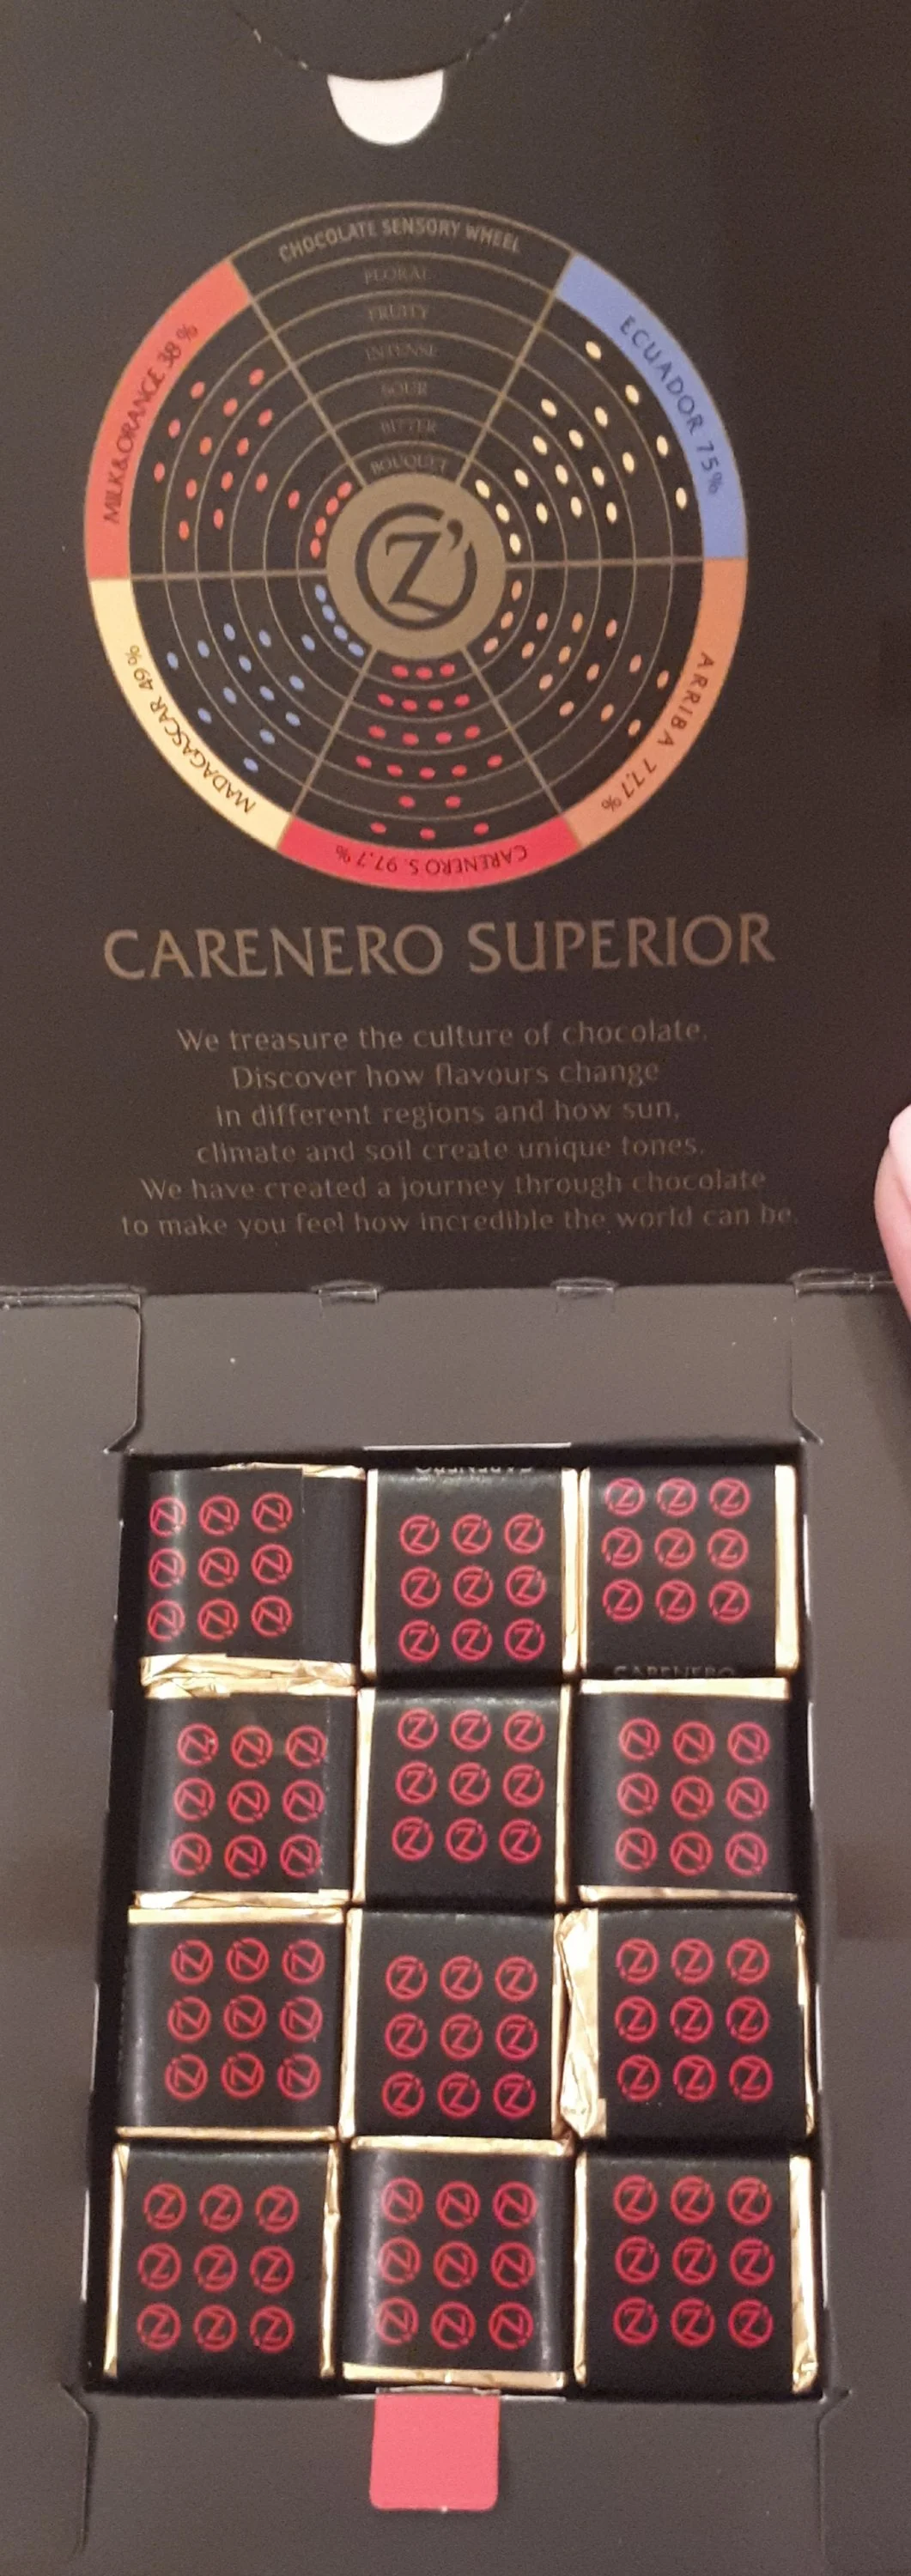 CHOCOLATE SENSORY WHEEL
FLORAL
FRUITY
INTENSE
SOUR
BITTER
BOUQUET
MILK&ORANGE 38%
ECUADOR 75%
Z'
MADAGASCAR 49%
ARRIBA 77,7%
CARENERO S. 97,7%
CARENERO SUPERIOR
We treasure the culture of chocolate.
Discover how flavours change
in different regions and how sun,
climate and soil create unique tones.
We have created a journey through chocolate
to make you feel how incredible the world can be.
CARENERO
Z' Z' Z'
Z' Z' Z'
Z' Z' Z'
CARENERO